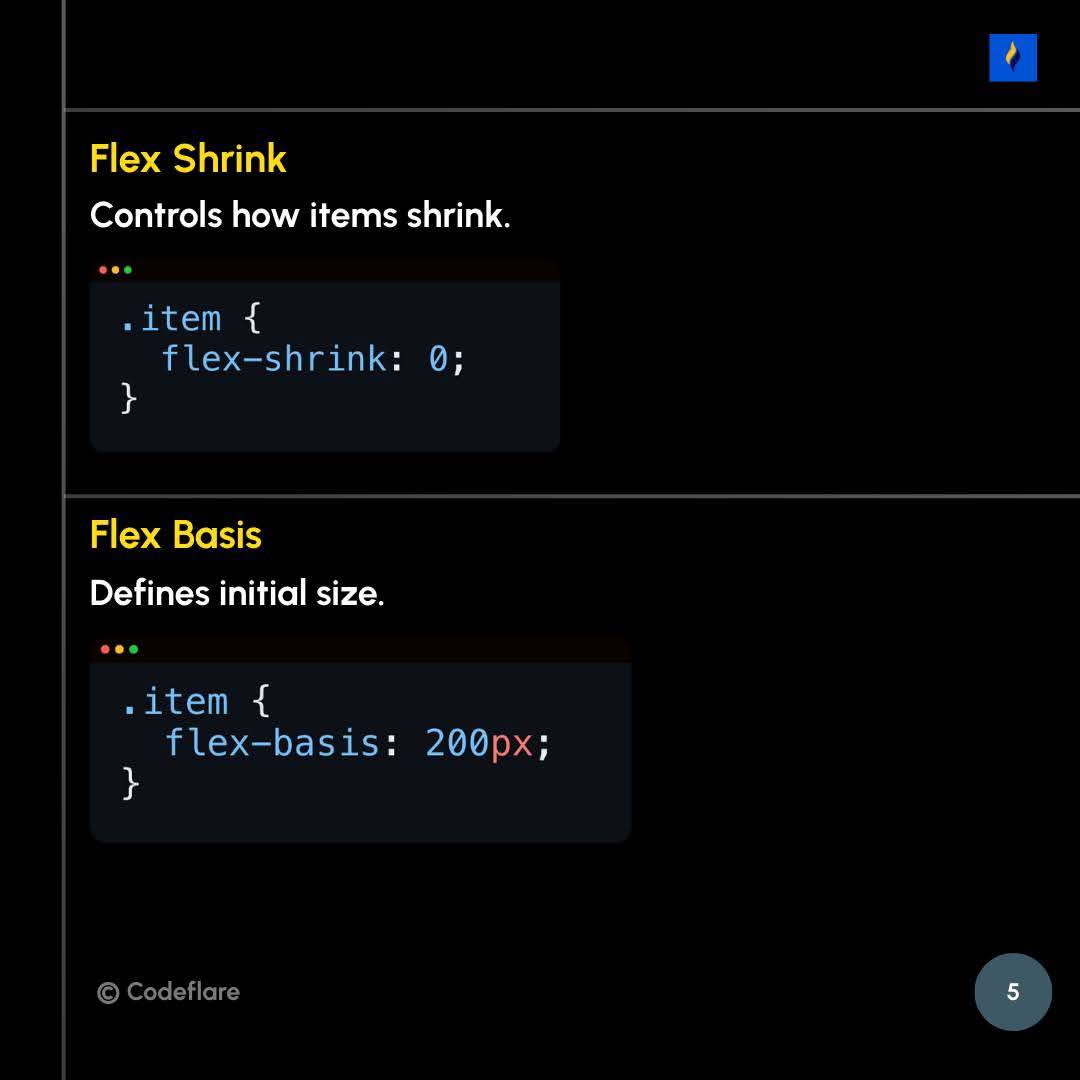 Flex Shrink
Controls how items shrink.
.item {
  flex-shrink: 0;
}
Flex Basis
Defines initial size.
.item {
  flex-basis: 200px;
}
© Codeflare
5